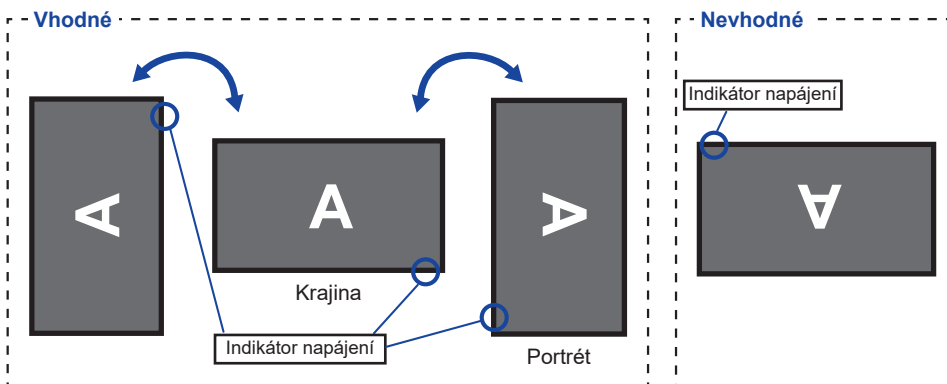 Vhodné
Nevhodné
Indikátor napájení
A
A
A
A
Krajina
Indikátor napájení
Portrét